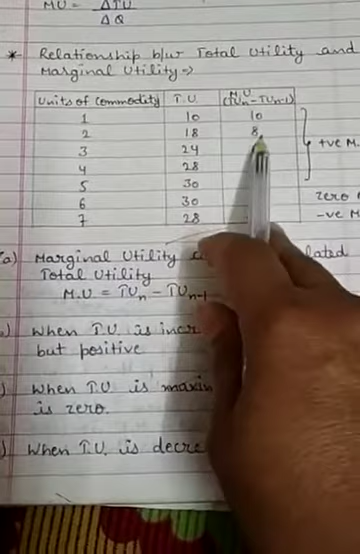 MU = ΔTU
ΔQ
* Relationship b/w Total Utility and
Marginal Utility ⇒
Units of Commodity T.U. M.U (TUn - TUn-1)
1 10 10
2 18 8
3 24
4 28
5 30
6 30 zero
7 28 -ve M
+ve M.
a) Marginal Utility lated
Total Utility
M.U = TUn - TUn-1
) When T.U is incr
but positive
) When T.U is maxim
is zero.
) When T.U. is decre